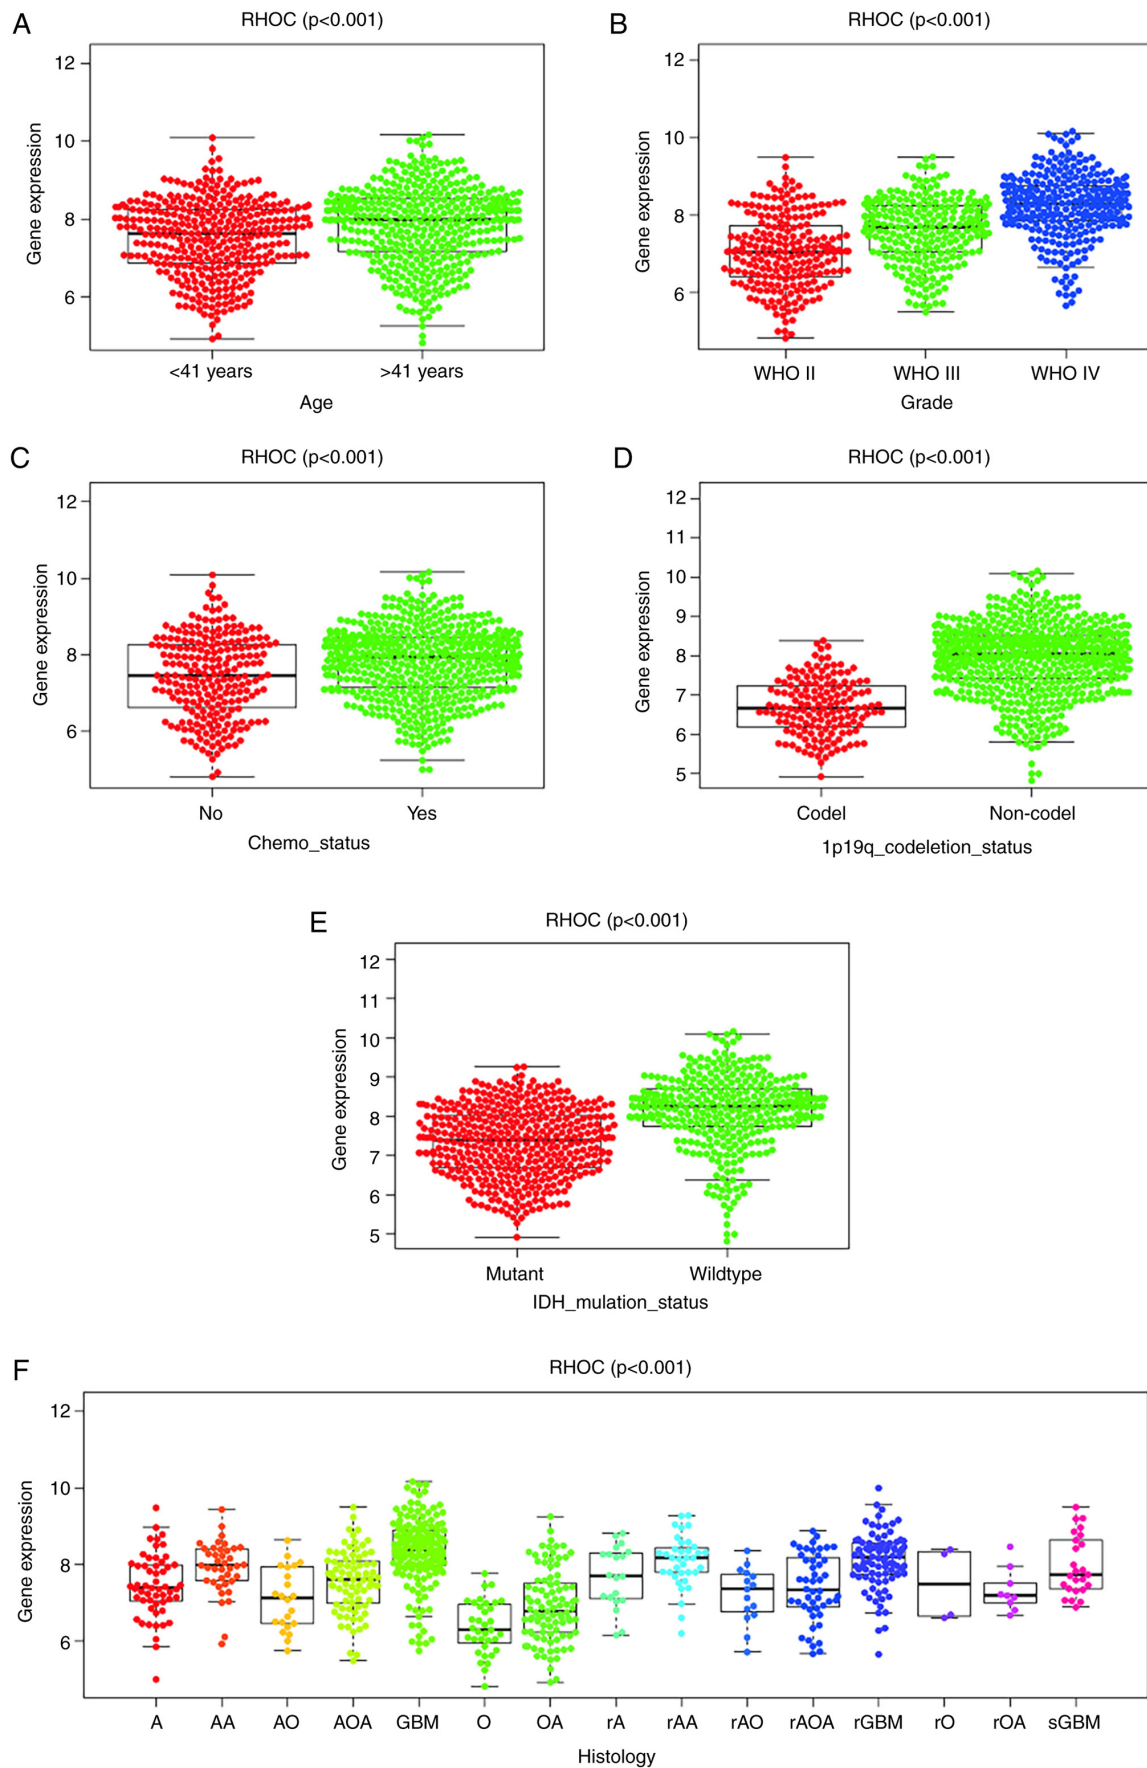 A
RHOC (p<0.001)
Gene expression
12
10
8
6
<41 years
>41 years
Age
B
RHOC (p<0.001)
Gene expression
12
10
8
6
WHO II
WHO III
WHO IV
Grade
C
RHOC (p<0.001)
Gene expression
12
10
8
6
No
Yes
Chemo_status
D
RHOC (p<0.001)
Gene expression
12
11
10
9
8
7
6
5
Codel
Non-codel
1p19q_codeletion_status
E
RHOC (p<0.001)
Gene expression
12
11
10
9
8
7
6
5
Mutant
Wildtype
IDH_mulation_status
F
RHOC (p<0.001)
Gene expression
12
10
8
6
A
AA
AO
AOA
GBM
O
OA
rA
rAA
rAO
rAOA
rGBM
rO
rOA
sGBM
Histology